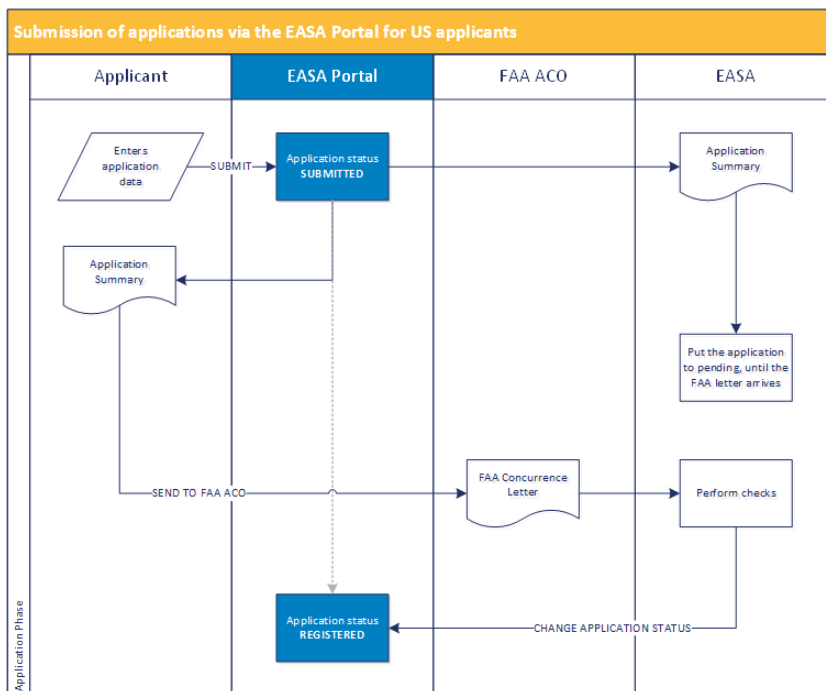 Submission of applications via the EASA Portal for US applicants
Applicant
EASA Portal
FAA ACO
EASA
Enters
application
data
SUBMIT
Application status
SUBMITTED
Application
Summary
Application
Summary
Put the application
to pending, until the
FAA letter arrives
SEND TO FAA ACO
FAA Concurrence
Letter
Perform checks
Application status
REGISTERED
CHANGE APPLICATION STATUS
Application Phase